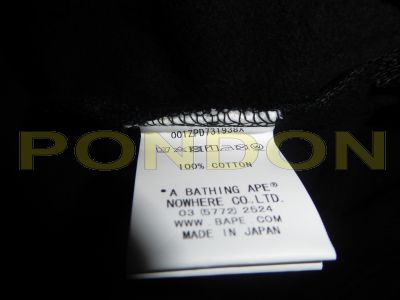 001ZPD731938X
PONDON
100% COTTON
"A BATHING APE®
NOWHERE CO.,LTD.
03 (5772) 2524
WWW BAPE.COM
MADE IN JAPAN